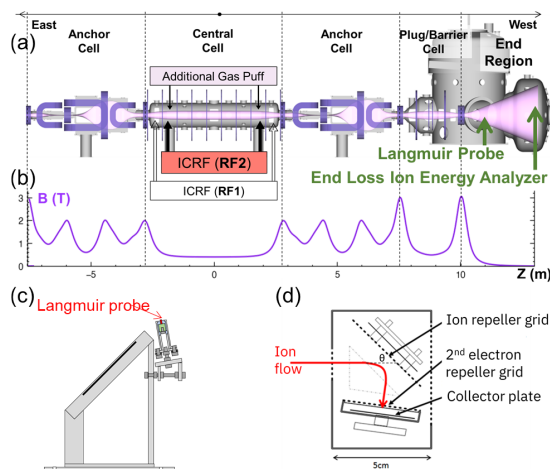 East
West
(a)
Anchor
Cell
Central
Cell
Anchor
Cell
Plug/Barrier
Cell
End
Region
Additional Gas Puff
ICRF (RF2)
ICRF (RF1)
Langmuir Probe
End Loss Ion Energy Analyzer
(b)
B (T)
3
2
1
0
-5
0
5
10
Z (m)
(c)
Langmuir probe
(d)
Ion
flow
θ
Ion repeller grid
2nd electron
repeller grid
Collector plate
5cm